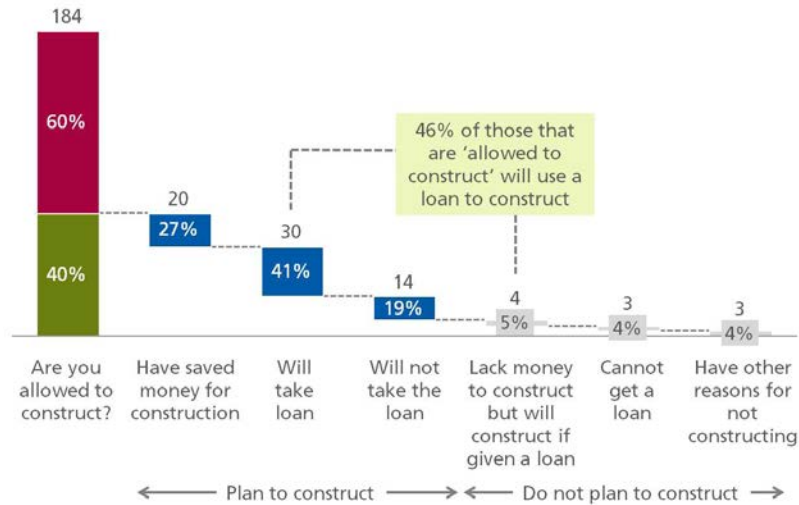 184
60%
40%
20
27%
30
41%
14
19%
4
5%
3
4%
3
4%
46% of those that
are ‘allowed to
construct’ will use a
loan to construct
Are you
allowed to
construct?
Have saved
money for
construction
Will
take
loan
Will not
take the
loan
Lack money
to construct
but will
construct if
given a loan
Cannot
get a
loan
Have other
reasons for
not
constructing
Plan to construct
Do not plan to construct